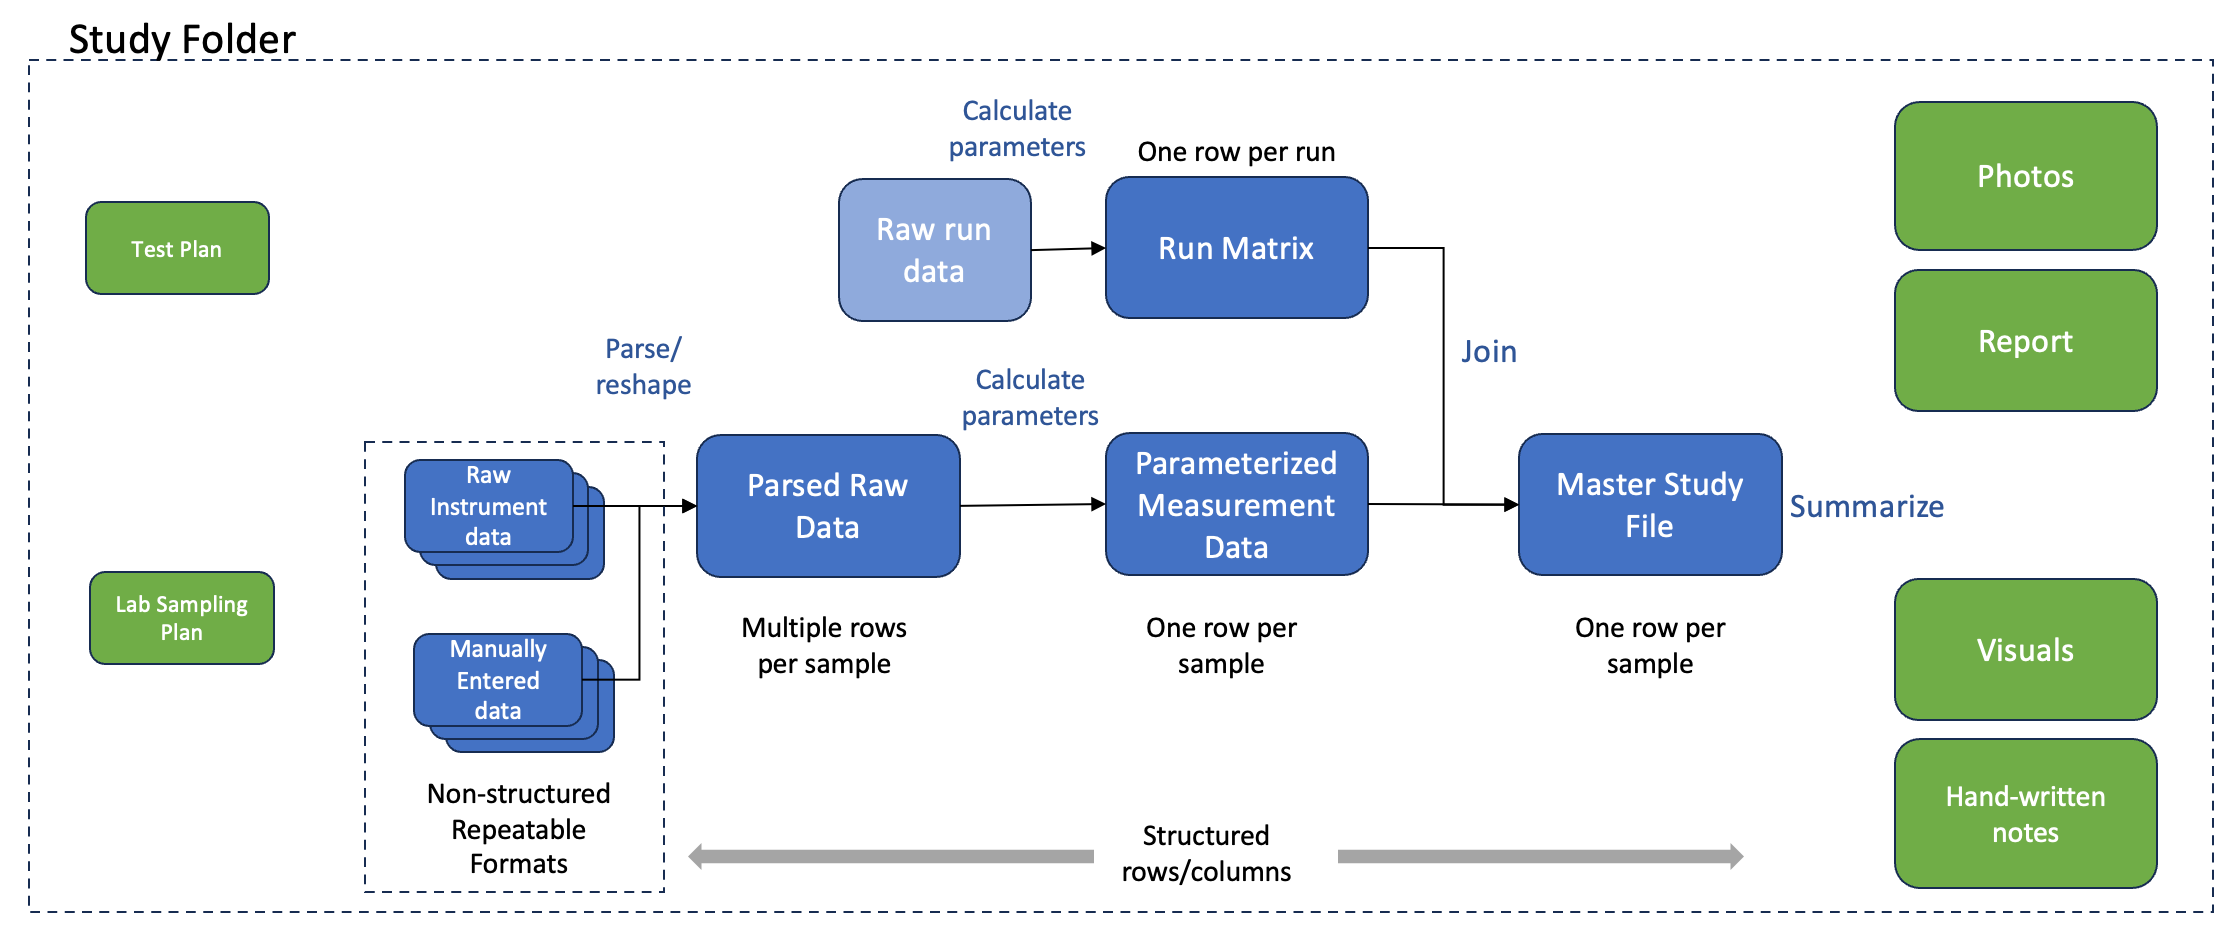 Study Folder
Calculate
parameters
One row per run
Photos
Raw run
data
Run Matrix
Test Plan
Report
Parse/
reshape
Join
Calculate
parameters
Raw
Instrument
data
Parsed Raw
Data
Parameterized
Measurement
Data
Master Study
File
Summarize
Lab Sampling
Plan
Multiple rows
per sample
One row per
sample
One row per
sample
Visuals
Manually
Entered
data
Non-structured
Repeatable
Formats
Structured
rows/columns
Hand-written
notes